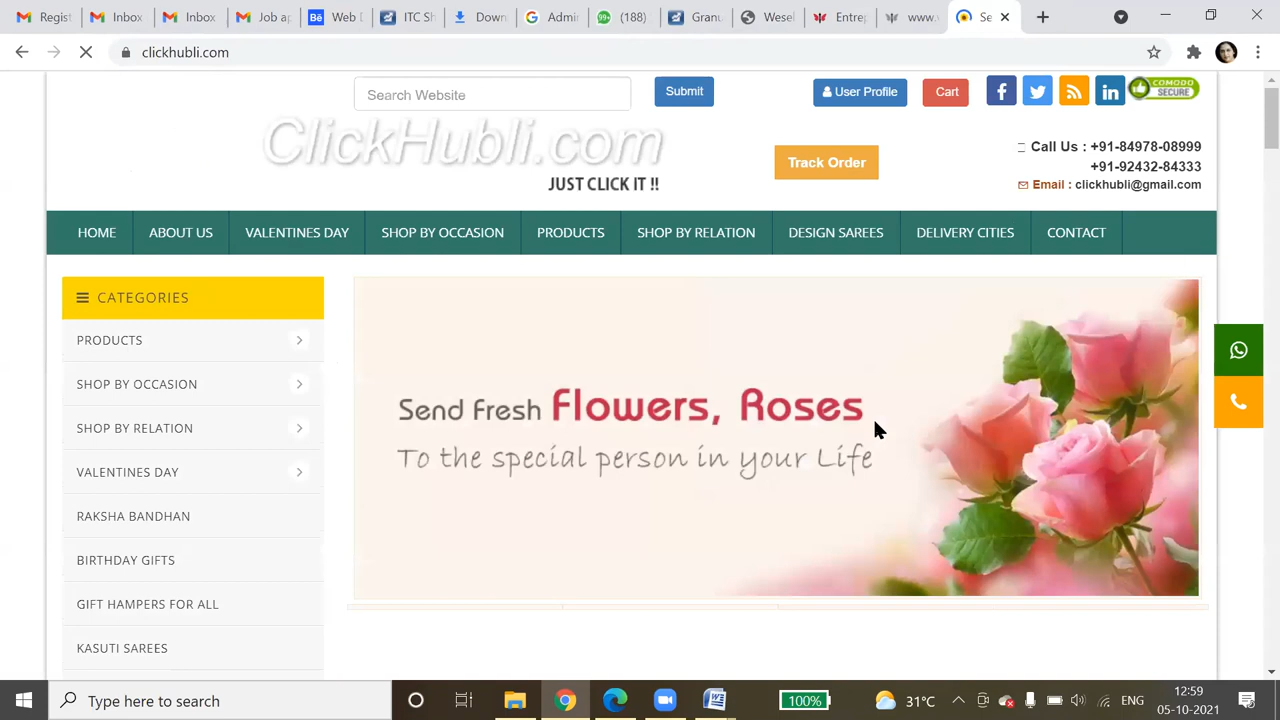 Regist
Inbox
Inbox
Job ap
Web D
ITC Sh
Down
Admir
(188)
Granu
Wesel
Entrep
www.
Se
clickhubli.com
Search Website
Submit
User Profile
Cart
COMODO
SECURE
ClickHubli.com
JUST CLICK IT !!
Track Order
Call Us : +91-84978-08999
+91-92432-84333
Email : clickhubli@gmail.com
HOME
ABOUT US
VALENTINES DAY
SHOP BY OCCASION
PRODUCTS
SHOP BY RELATION
DESIGN SAREES
DELIVERY CITIES
CONTACT
CATEGORIES
PRODUCTS
SHOP BY OCCASION
SHOP BY RELATION
VALENTINES DAY
RAKSHA BANDHAN
BIRTHDAY GIFTS
GIFT HAMPERS FOR ALL
KASUTI SAREES
Send Fresh Flowers, Roses
To the special person in your Life
Type here to search
100%
31°C
ENG
12:59
05-10-2021